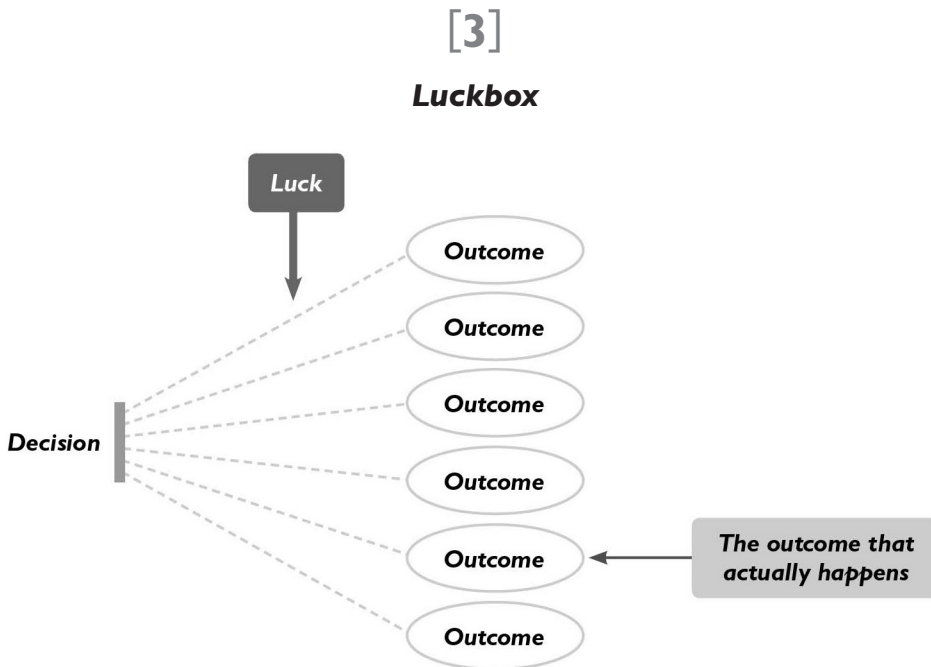 [3]
Luckbox
Luck
Outcome
Outcome
Outcome
Outcome
Decision
Outcome
The outcome that
actually happens
Outcome